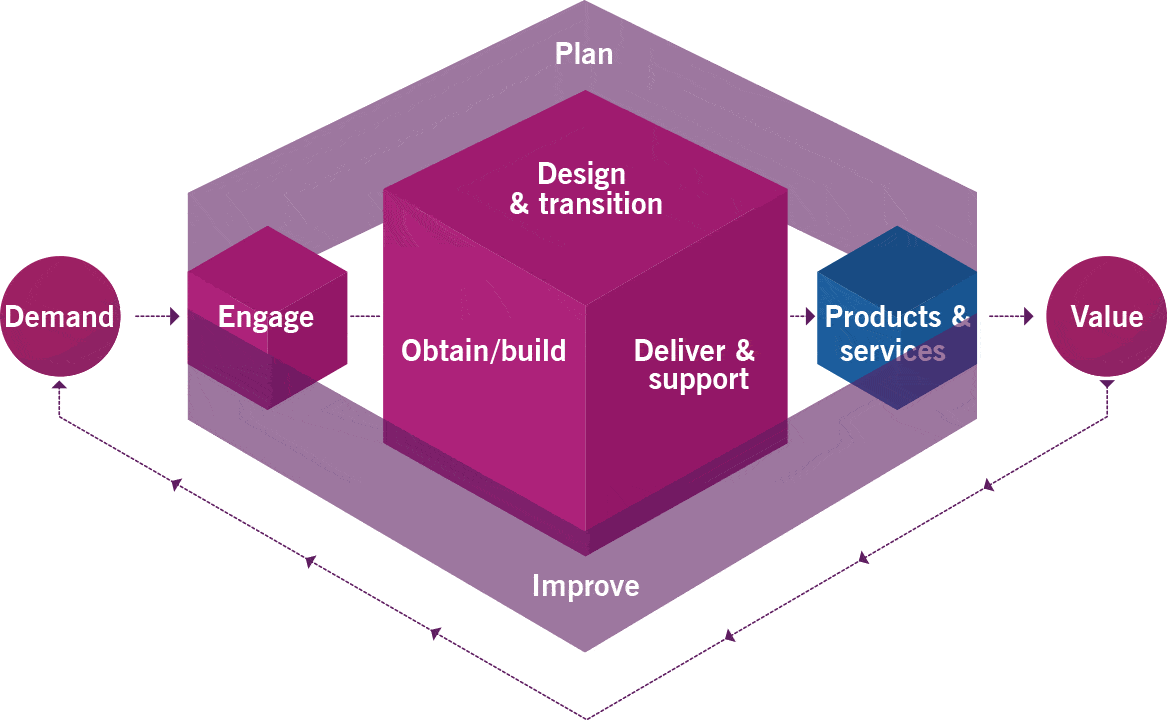 Plan
Design
& transition
Demand
Engage
Obtain/build
Deliver &
support
Products &
services
Value
Improve